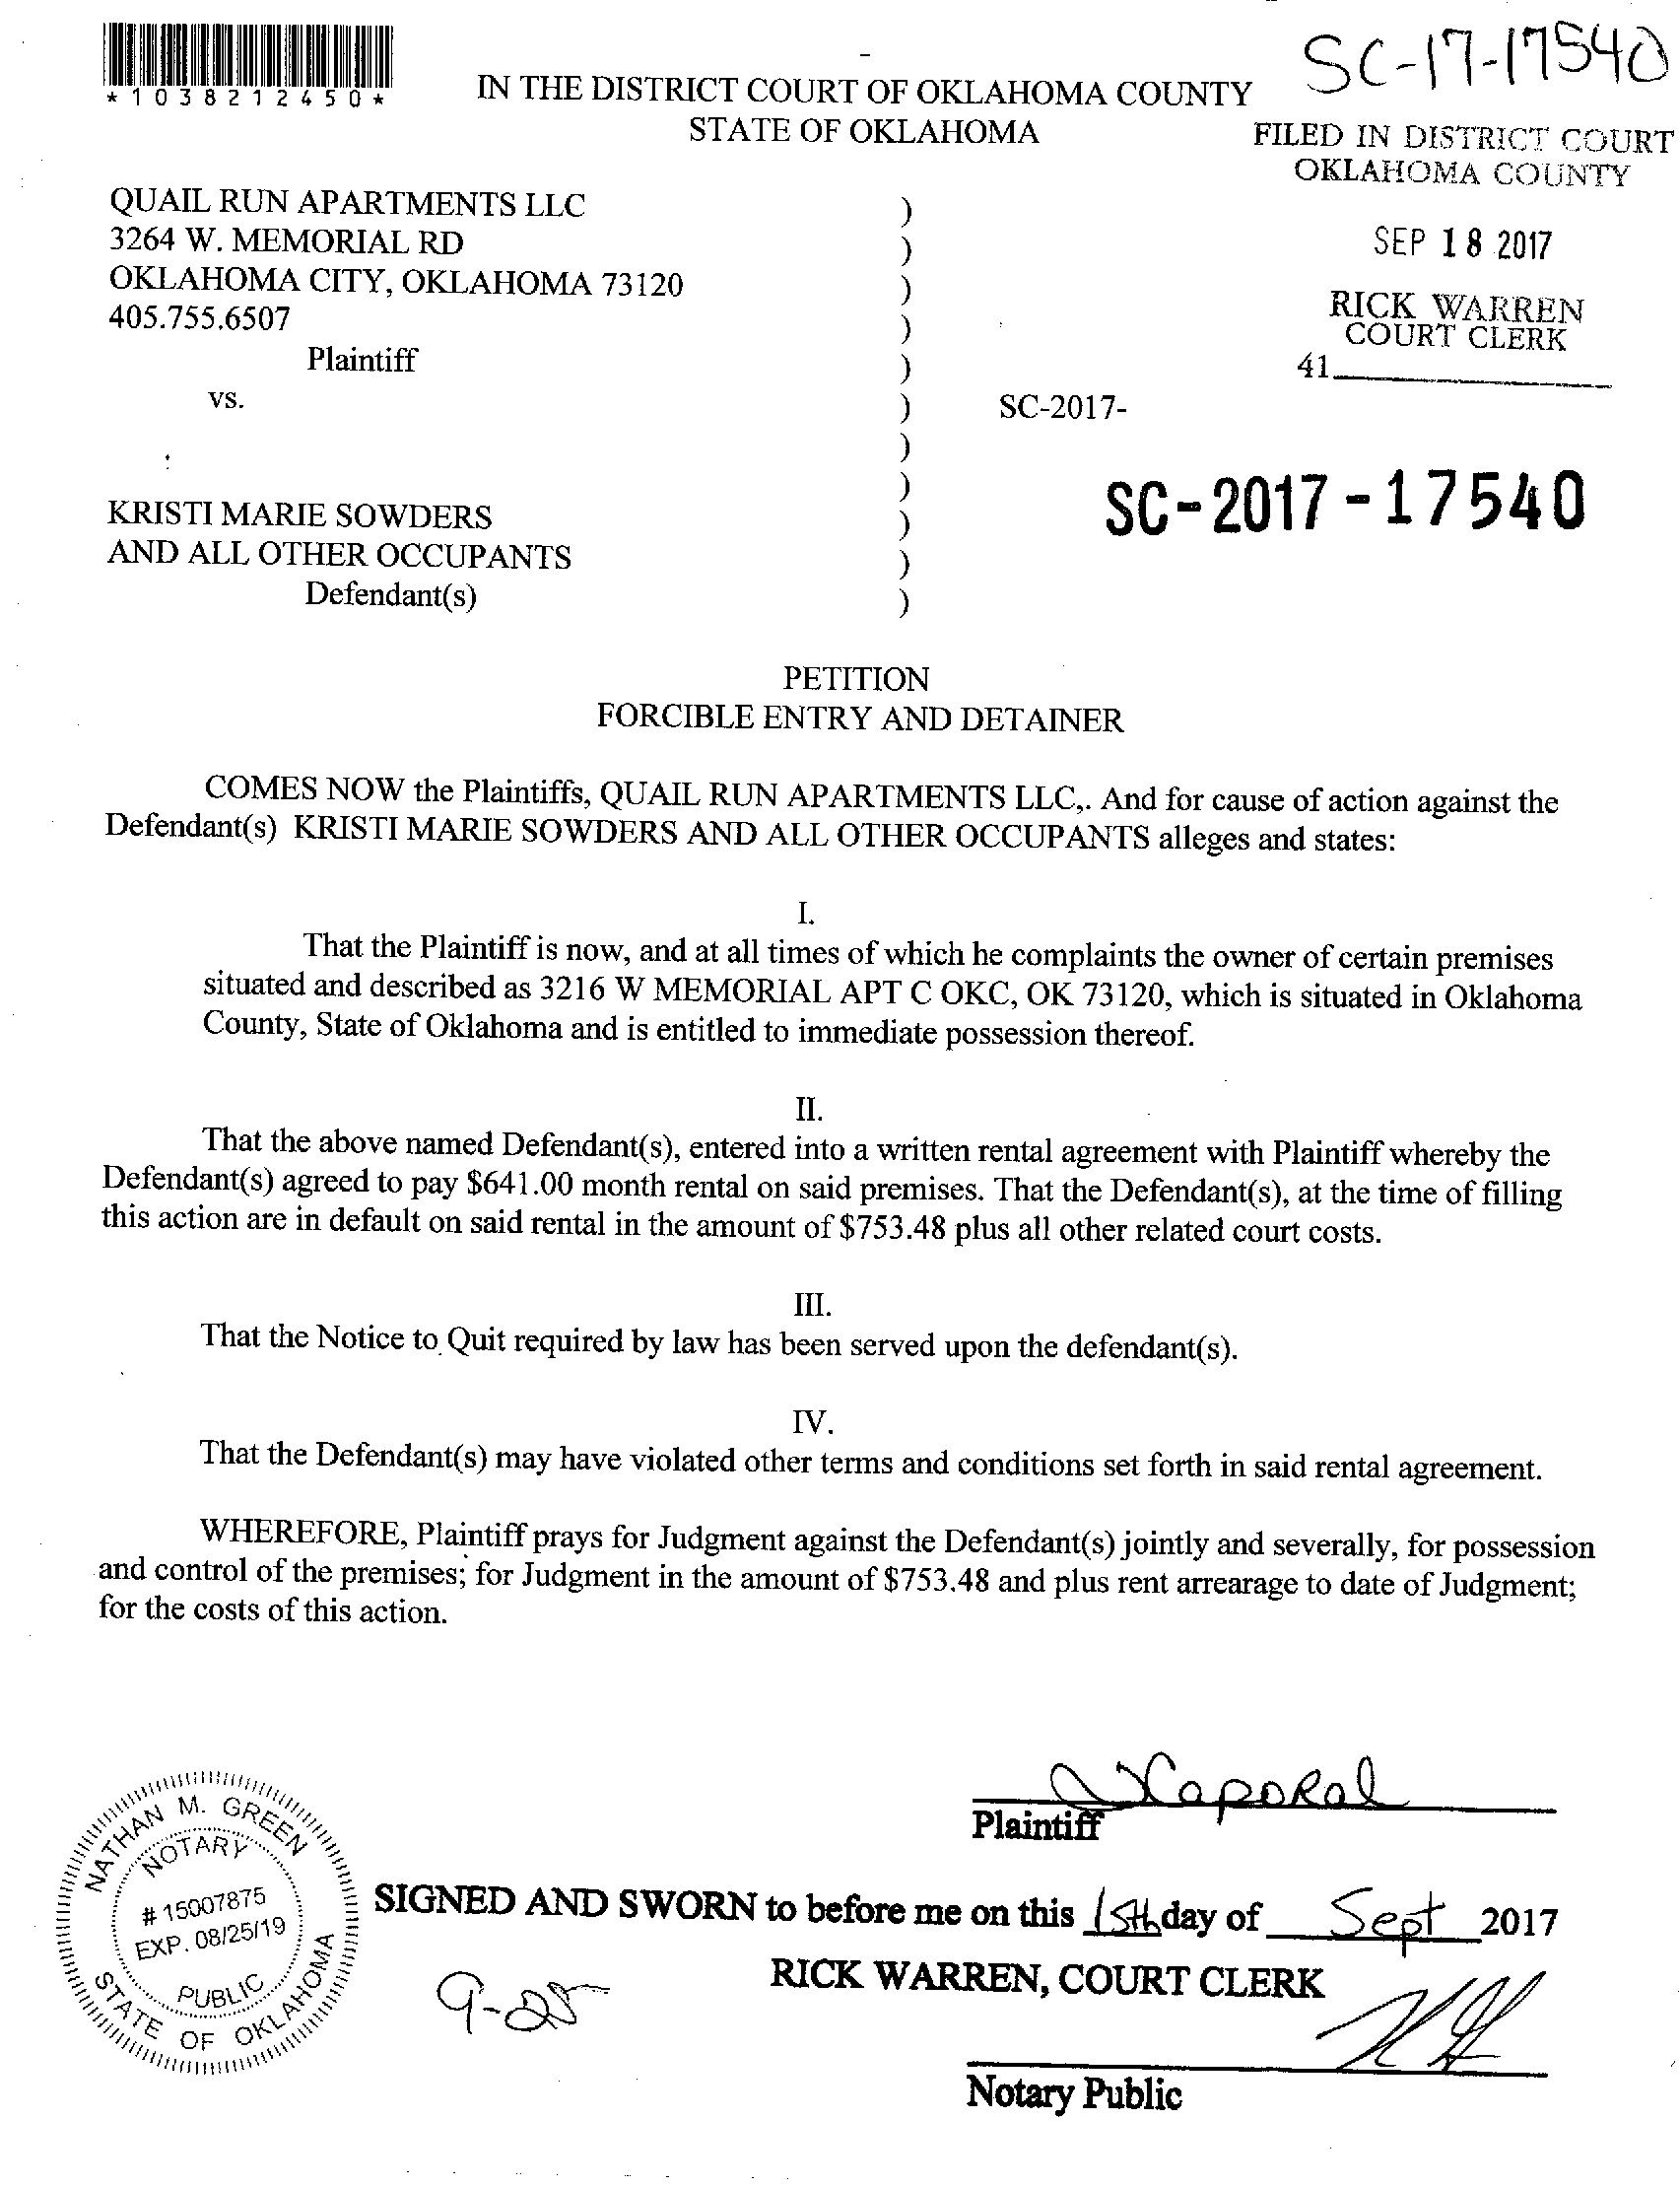 *1038212450*
SC-17-17540
IN THE DISTRICT COURT OF OKLAHOMA COUNTY
STATE OF OKLAHOMA
FILED IN DISTRICT COURT
OKLAHOMA COUNTY
SEP 18 2017
RICK WARREN
COURT CLERK
41
QUAIL RUN APARTMENTS LLC )
3264 W. MEMORIAL RD )
OKLAHOMA CITY, OKLAHOMA 73120 )
405.755.6507 )
Plaintiff )
vs. ) SC-2017-
)
) SC-2017-17540
KRISTI MARIE SOWDERS )
AND ALL OTHER OCCUPANTS )
Defendant(s) )
PETITION
FORCIBLE ENTRY AND DETAINER
COMES NOW the Plaintiffs, QUAIL RUN APARTMENTS LLC,. And for cause of action against the
Defendant(s) KRISTI MARIE SOWDERS AND ALL OTHER OCCUPANTS alleges and states:
I.
That the Plaintiff is now, and at all times of which he complaints the owner of certain premises
situated and described as 3216 W MEMORIAL APT C OKC, OK 73120, which is situated in Oklahoma
County, State of Oklahoma and is entitled to immediate possession thereof.
II.
That the above named Defendant(s), entered into a written rental agreement with Plaintiff whereby the
Defendant(s) agreed to pay $641.00 month rental on said premises. That the Defendant(s), at the time of filling
this action are in default on said rental in the amount of $753.48 plus all other related court costs.
III.
That the Notice to Quit required by law has been served upon the defendant(s).
IV.
That the Defendant(s) may have violated other terms and conditions set forth in said rental agreement.
WHEREFORE, Plaintiff prays for Judgment against the Defendant(s) jointly and severally, for possession
and control of the premises; for Judgment in the amount of $753.48 and plus rent arrearage to date of Judgment;
for the costs of this action.
Plaintiff
NATHAN M. GREEN
NOTARY
# 15007875
EXP. 08/25/19
PUBLIC
STATE OF OKLAHOMA
SIGNED AND SWORN to before me on this day of Sept 2017
RICK WARREN, COURT CLERK
9-25
Notary Public